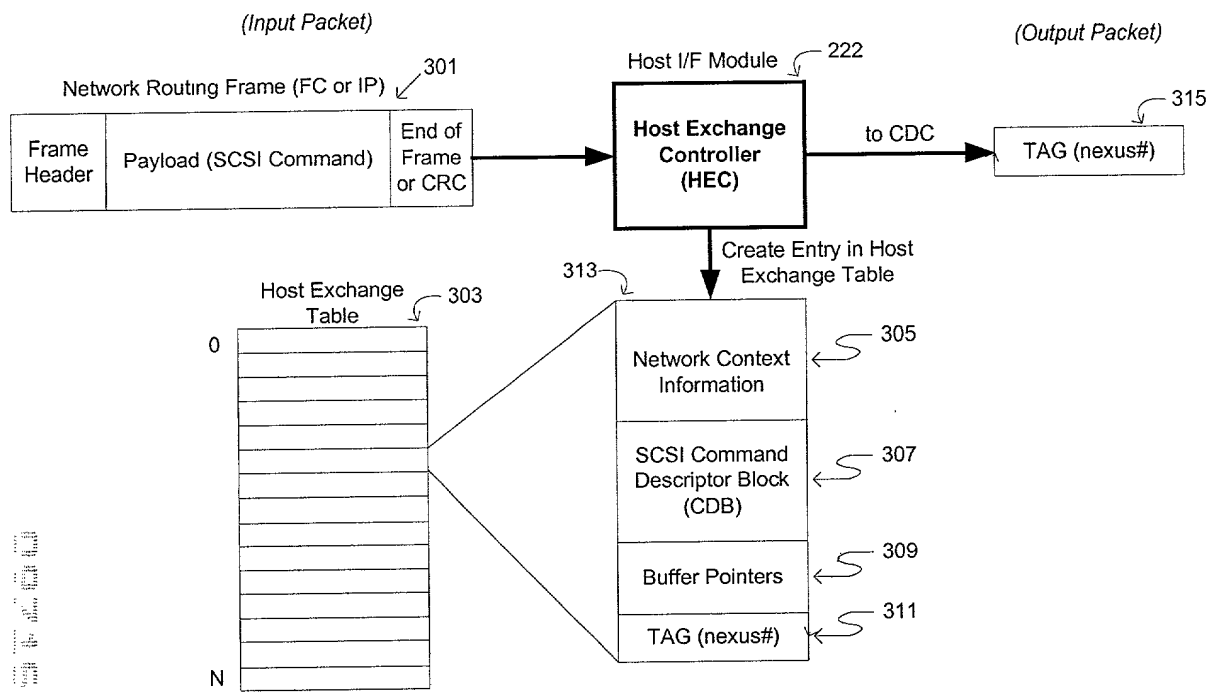 (Input Packet)
(Output Packet)
Network Routing Frame (FC or IP)
301
Host I/F Module
222
315
Frame
Header
Payload (SCSI Command)
End of
Frame
or CRC
Host Exchange
Controller
(HEC)
to CDC
TAG (nexus#)
Create Entry in Host
Exchange Table
313
Host Exchange
Table
303
0
N
Network Context
Information
305
SCSI Command
Descriptor Block
(CDB)
307
Buffer Pointers
309
TAG (nexus#)
311